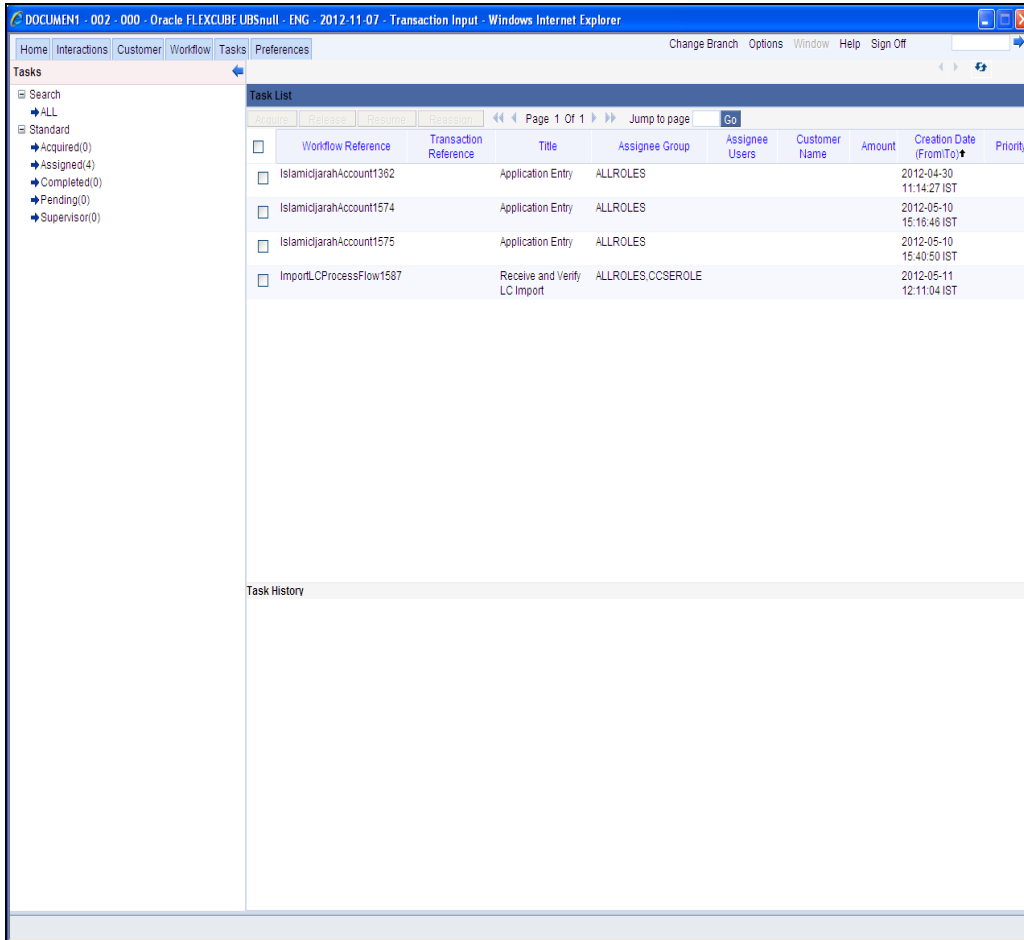 DOCUMEN1 - 002 - 000 - Oracle FLEXCUBE UBSnull - ENG - 2012-11-07 - Transaction Input - Windows Internet Explorer
Home Interactions Customer Workflow Tasks Preferences
Change Branch Options Window Help Sign Off
Tasks
Search
ALL
Standard
Acquired(0)
Assigned(4)
Completed(0)
Pending(0)
Supervisor(0)
Task List
Acquire Release Resume Reassign Page 1 Of 1 Jump to page Go
Workflow Reference Transaction Reference Title Assignee Group Assignee Users Customer Name Amount Creation Date (From\To) Priority
IslamicIjarahAccount1362 Application Entry ALLROLES 2012-04-30
11:14:27 IST
IslamicIjarahAccount1574 Application Entry ALLROLES 2012-05-10
15:16:46 IST
IslamicIjarahAccount1575 Application Entry ALLROLES 2012-05-10
15:40:50 IST
ImportLCProcessFlow1587 Receive and Verify ALLROLES,CCSEROLE 2012-05-11
LC Import 12:11:04 IST
Task History